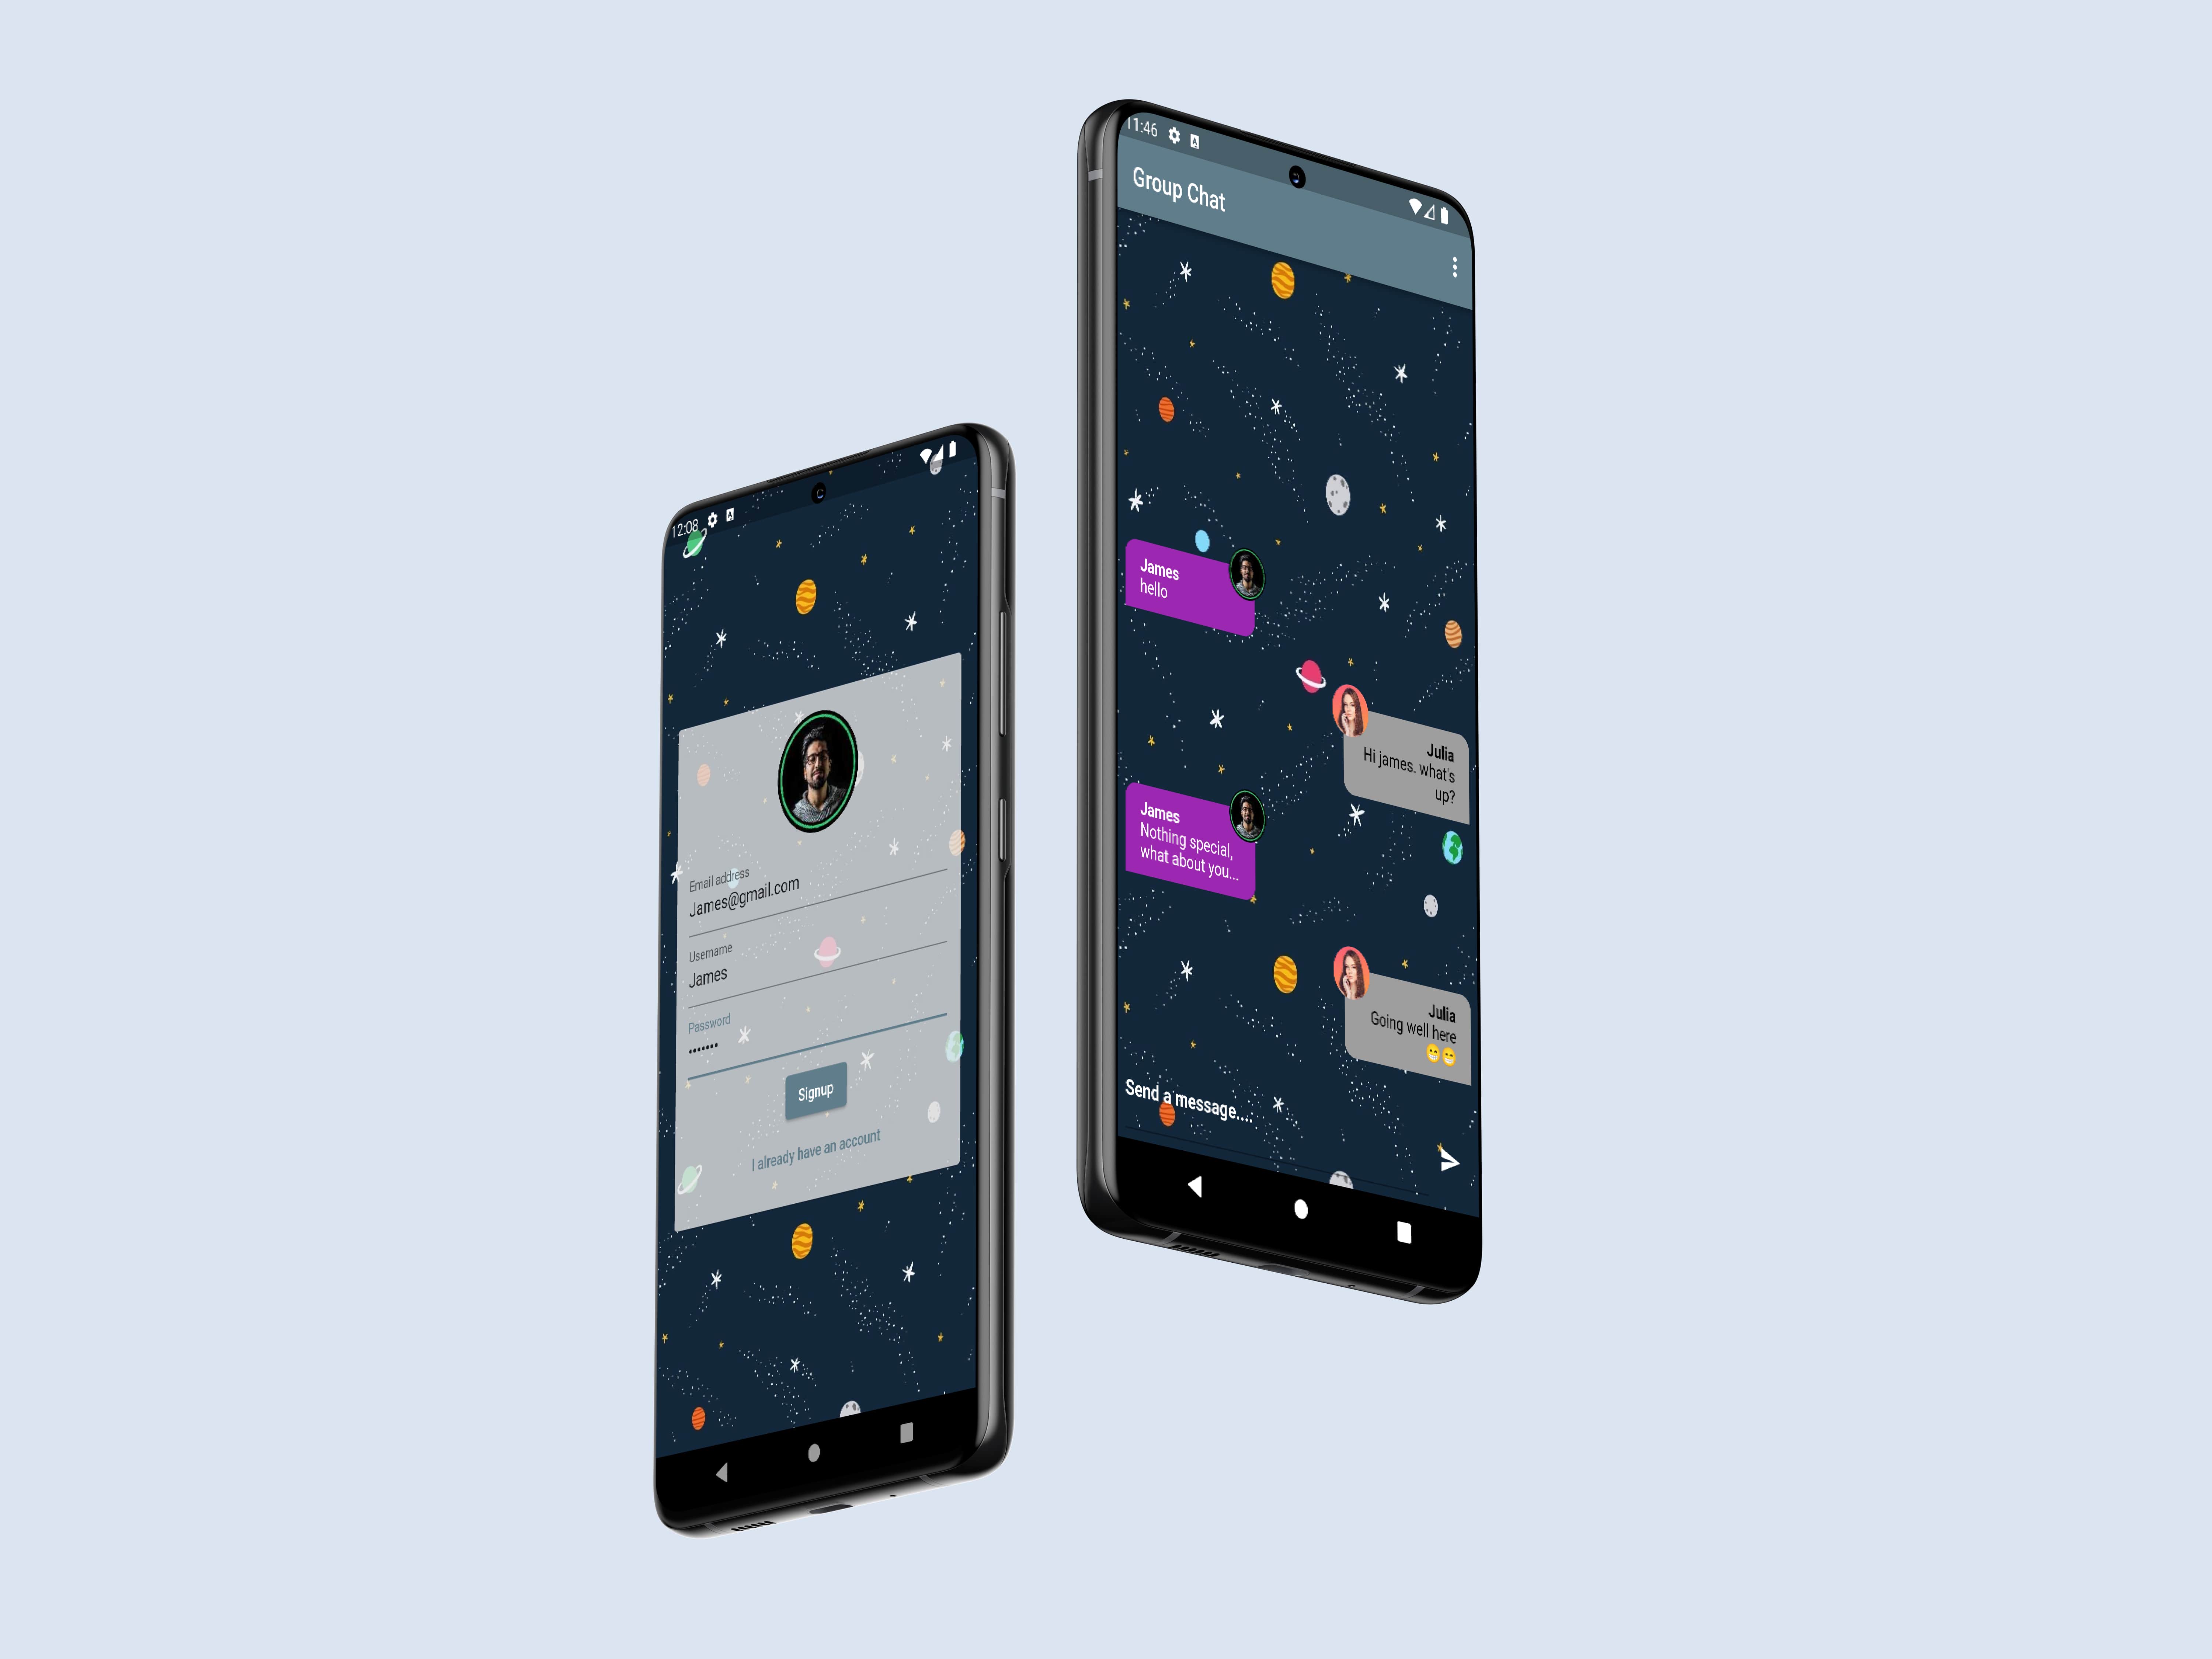 12:08
Email address
James@gmail.com
Username
James
Password
•••••••
Signup
I already have an account
11:46
Group Chat
James
hello
Julia
Hi james. what's
up?
James
Nothing special,
what about you...
Julia
Going well here
😁😁
Send a message....